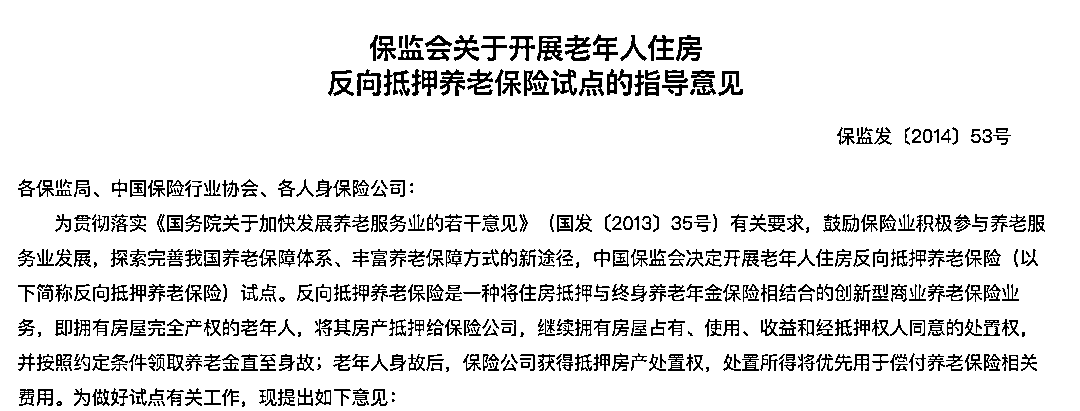 保监会关于开展老年人住房
反向抵押养老保险试点的指导意见
保监发〔2014〕53号
各保监局、中国保险行业协会、各人身保险公司：
为贯彻落实《国务院关于加快发展养老服务业的若干意见》（国发〔2013〕35号）有关要求，鼓励保险业积极参与养老服
务业发展，探索完善我国养老保障体系、丰富养老保障方式的新途径，中国保监会决定开展老年人住房反向抵押养老保险（以
下简称反向抵押养老保险）试点。反向抵押养老保险是一种将住房抵押与终身养老年金保险相结合的创新型商业养老保险业
务，即拥有房屋完全产权的老年人，将其房产抵押给保险公司，继续拥有房屋占有、使用、收益和经抵押权人同意的处置权，
并按照约定条件领取养老金直至身故；老年人身故后，保险公司获得抵押房产处置权，处置所得将优先用于偿付养老保险相关
费用。为做好试点有关工作，现提出如下意见：